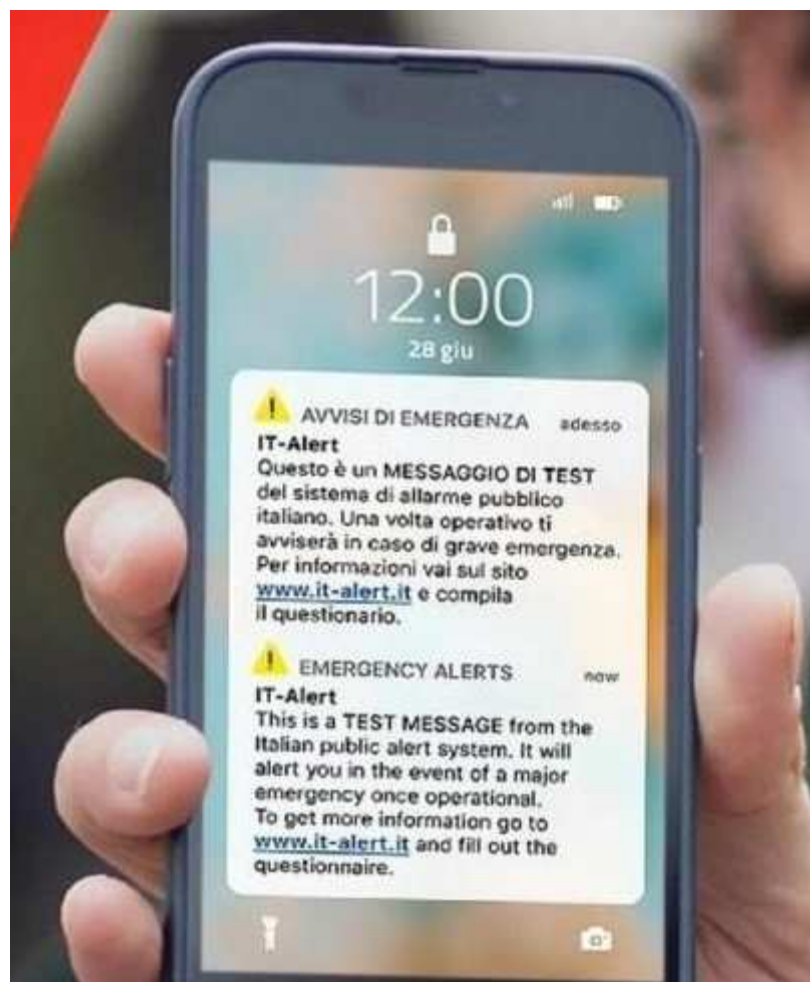 12:00
28 giu
AVVISI DI EMERGENZA adesso
IT-Alert
Questo è un MESSAGGIO DI TEST
del sistema di allarme pubblico
italiano. Una volta operativo ti
avviserà in caso di grave emergenza.
Per informazioni vai sul sito
www.it-alert.it e compila
il questionario.
EMERGENCY ALERTS now
IT-Alert
This is a TEST MESSAGE from the
Italian public alert system. It will
alert you in the event of a major
emergency once operational.
To get more information go to
www.it-alert.it and fill out the
questionnaire.